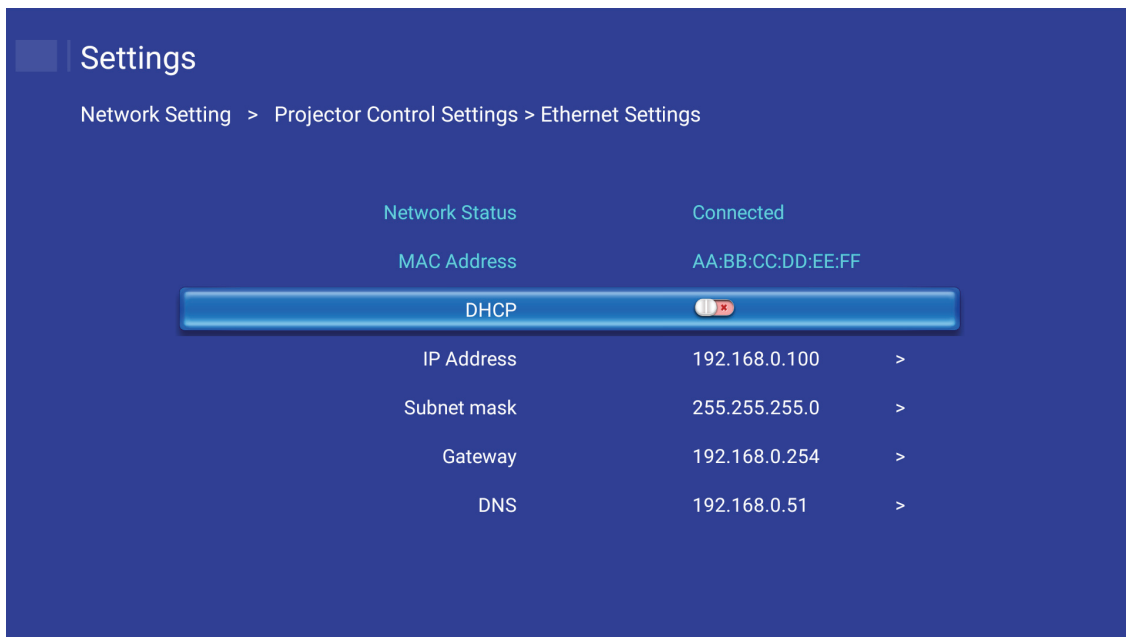 Settings
Network Setting > Projector Control Settings > Ethernet Settings
Network Status Connected
MAC Address AA:BB:CC:DD:EE:FF
DHCP
IP Address 192.168.0.100 >
Subnet mask 255.255.255.0 >
Gateway 192.168.0.254 >
DNS 192.168.0.51 >